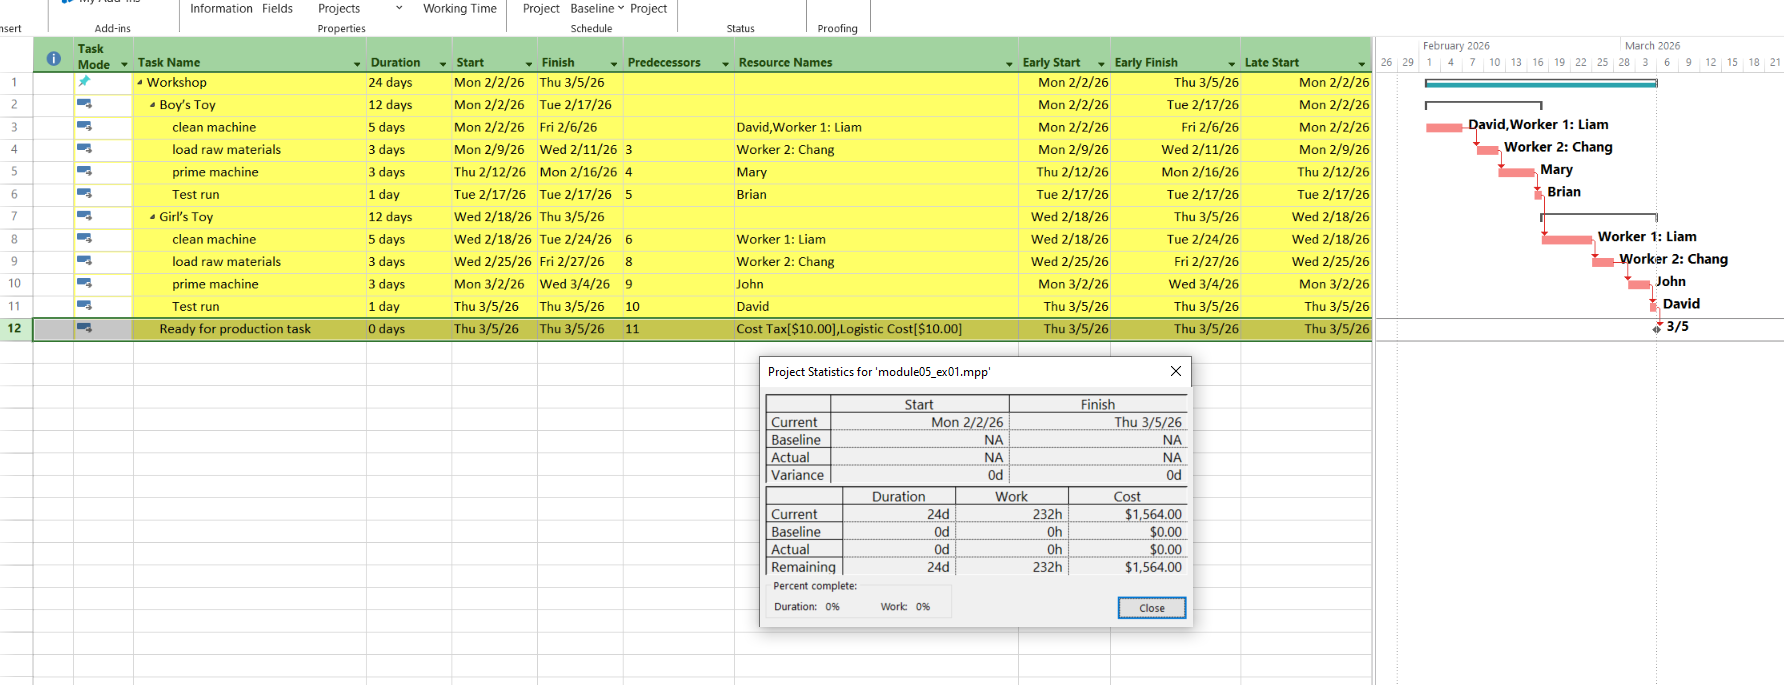 My Add-ins
Information Fields Projects Working Time Project Baseline Project
nsert Add-ins Properties Schedule Status Proofing
Task Mode Task Name Duration Start Finish Predecessors Resource Names Early Start Early Finish Late Start
February 2026 March 2026
26 29 1 4 7 10 13 16 19 22 25 28 3 6 9 12 15 18 21
1 Workshop 24 days Mon 2/2/26 Thu 3/5/26 Mon 2/2/26 Thu 3/5/26 Mon 2/2/26
2 Boy's Toy 12 days Mon 2/2/26 Tue 2/17/26 Mon 2/2/26 Tue 2/17/26 Mon 2/2/26
3 clean machine 5 days Mon 2/2/26 Fri 2/6/26 David,Worker 1: Liam Mon 2/2/26 Fri 2/6/26 Mon 2/2/26 David,Worker 1: Liam
4 load raw materials 3 days Mon 2/9/26 Wed 2/11/26 3 Worker 2: Chang Mon 2/9/26 Wed 2/11/26 Mon 2/9/26 Worker 2: Chang
5 prime machine 3 days Thu 2/12/26 Mon 2/16/26 4 Mary Thu 2/12/26 Mon 2/16/26 Thu 2/12/26 Mary
6 Test run 1 day Tue 2/17/26 Tue 2/17/26 5 Brian Tue 2/17/26 Tue 2/17/26 Tue 2/17/26 Brian
7 Girl's Toy 12 days Wed 2/18/26 Thu 3/5/26 Wed 2/18/26 Thu 3/5/26 Wed 2/18/26
8 clean machine 5 days Wed 2/18/26 Tue 2/24/26 6 Worker 1: Liam Wed 2/18/26 Tue 2/24/26 Wed 2/18/26 Worker 1: Liam
9 load raw materials 3 days Wed 2/25/26 Fri 2/27/26 8 Worker 2: Chang Wed 2/25/26 Fri 2/27/26 Wed 2/25/26 Worker 2: Chang
10 prime machine 3 days Mon 3/2/26 Wed 3/4/26 9 John Mon 3/2/26 Wed 3/4/26 Mon 3/2/26 John
11 Test run 1 day Thu 3/5/26 Thu 3/5/26 10 David Thu 3/5/26 Thu 3/5/26 Thu 3/5/26 David
12 Ready for production task 0 days Thu 3/5/26 Thu 3/5/26 11 Cost Tax[$10.00],Logistic Cost[$10.00] Thu 3/5/26 Thu 3/5/26 Thu 3/5/26 3/5
Project Statistics for 'module05_ex01.mpp'
Start Finish
Current Mon 2/2/26 Thu 3/5/26
Baseline NA NA
Actual NA NA
Variance 0d 0d
Duration Work Cost
Current 24d 232h $1,564.00
Baseline 0d 0h $0.00
Actual 0d 0h $0.00
Remaining 24d 232h $1,564.00
Percent complete:
Duration: 0% Work: 0%
Close